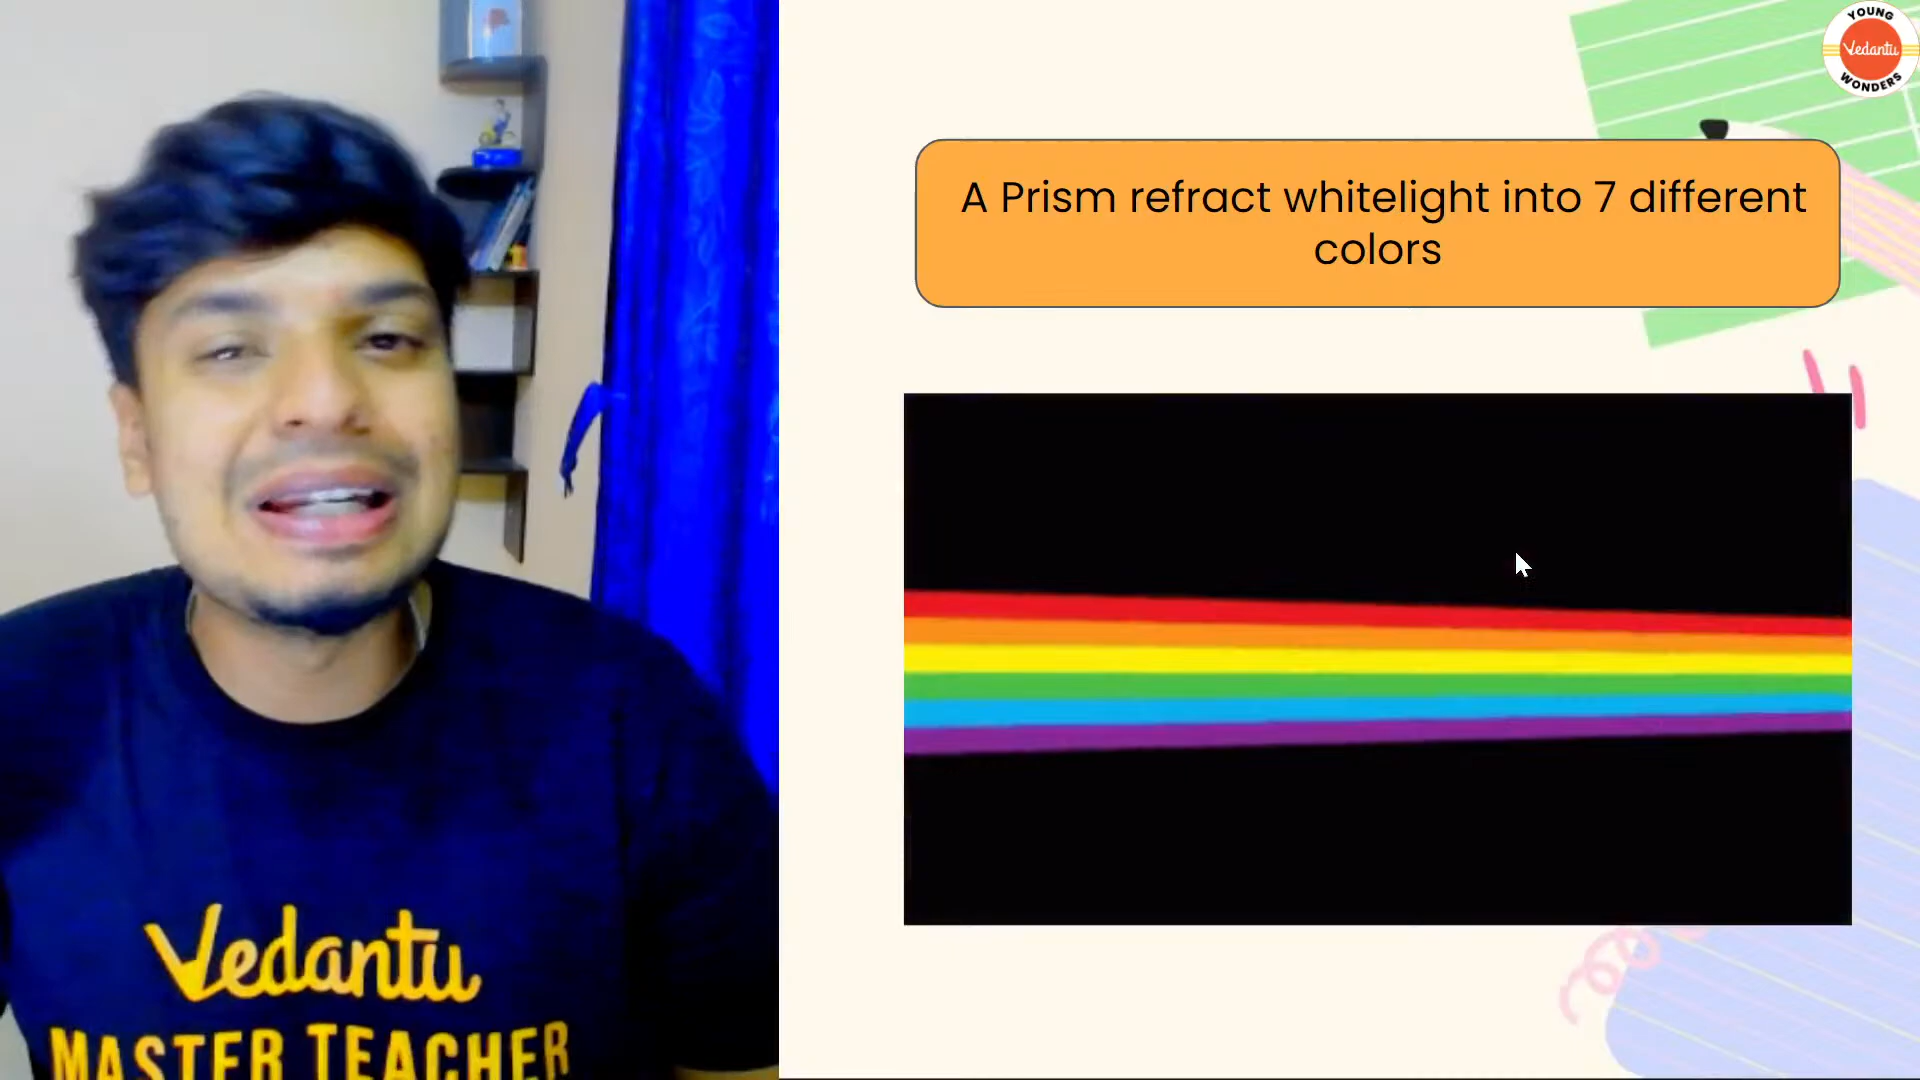 YOUNG
Vedantu
WONDERS
A Prism refract whitelight into 7 different
colors
Vedantu
MASTER TEACHER